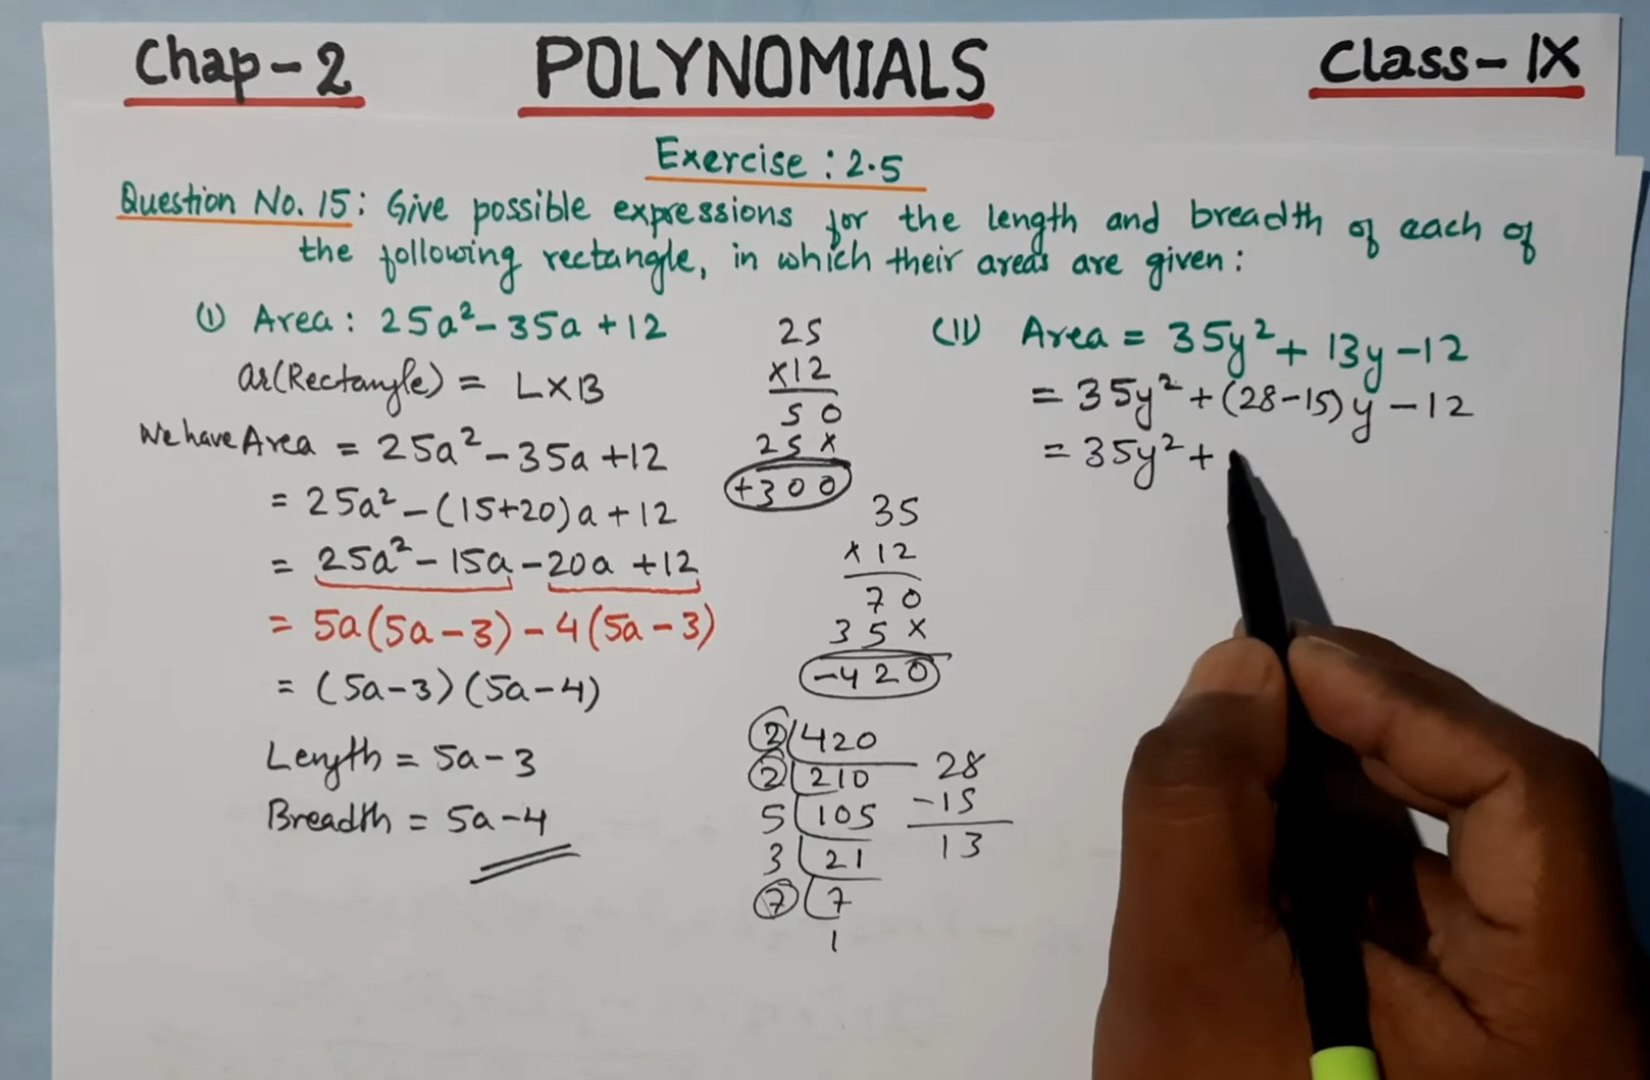 Chap-2 POLYNOMIALS Class-IX
Exercise : 2.5
Question No. 15 : Give possible expressions for the length and breadth of each of
the following rectangle, in which their areas are given :
(i) Area : 25a² - 35a + 12
ar(Rectangle) = L×B
We have Area = 25a² - 35a + 12
= 25a² - (15+20)a + 12
= 25a² - 15a - 20a + 12
= 5a(5a - 3) - 4(5a - 3)
= (5a-3)(5a-4)
Length = 5a - 3
Breadth = 5a - 4
25
×12
50
25×
+300
35
×12
70
35×
-420
2 420
2 210
5 105
3 21
7 7
1
28
-15
13
(ii) Area = 35y² + 13y - 12
= 35y² + (28-15)y - 12
= 35y² +